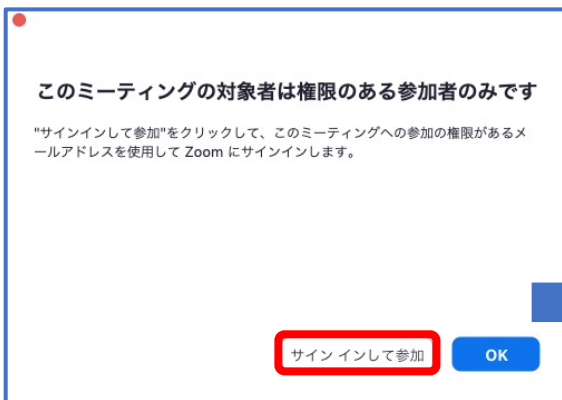 このミーティングの対象者は権限のある参加者のみです
"サインインして参加"をクリックして、このミーティングへの参加の権限があるメ
ールアドレスを使用して Zoom にサインインします。
サイン インして参加
OK